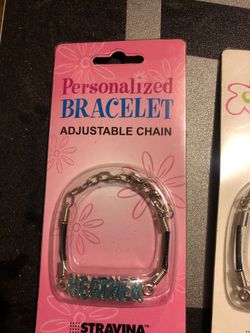 Personalized
BRACELET
ADJUSTABLE CHAIN
HEATHER
STRAVINA